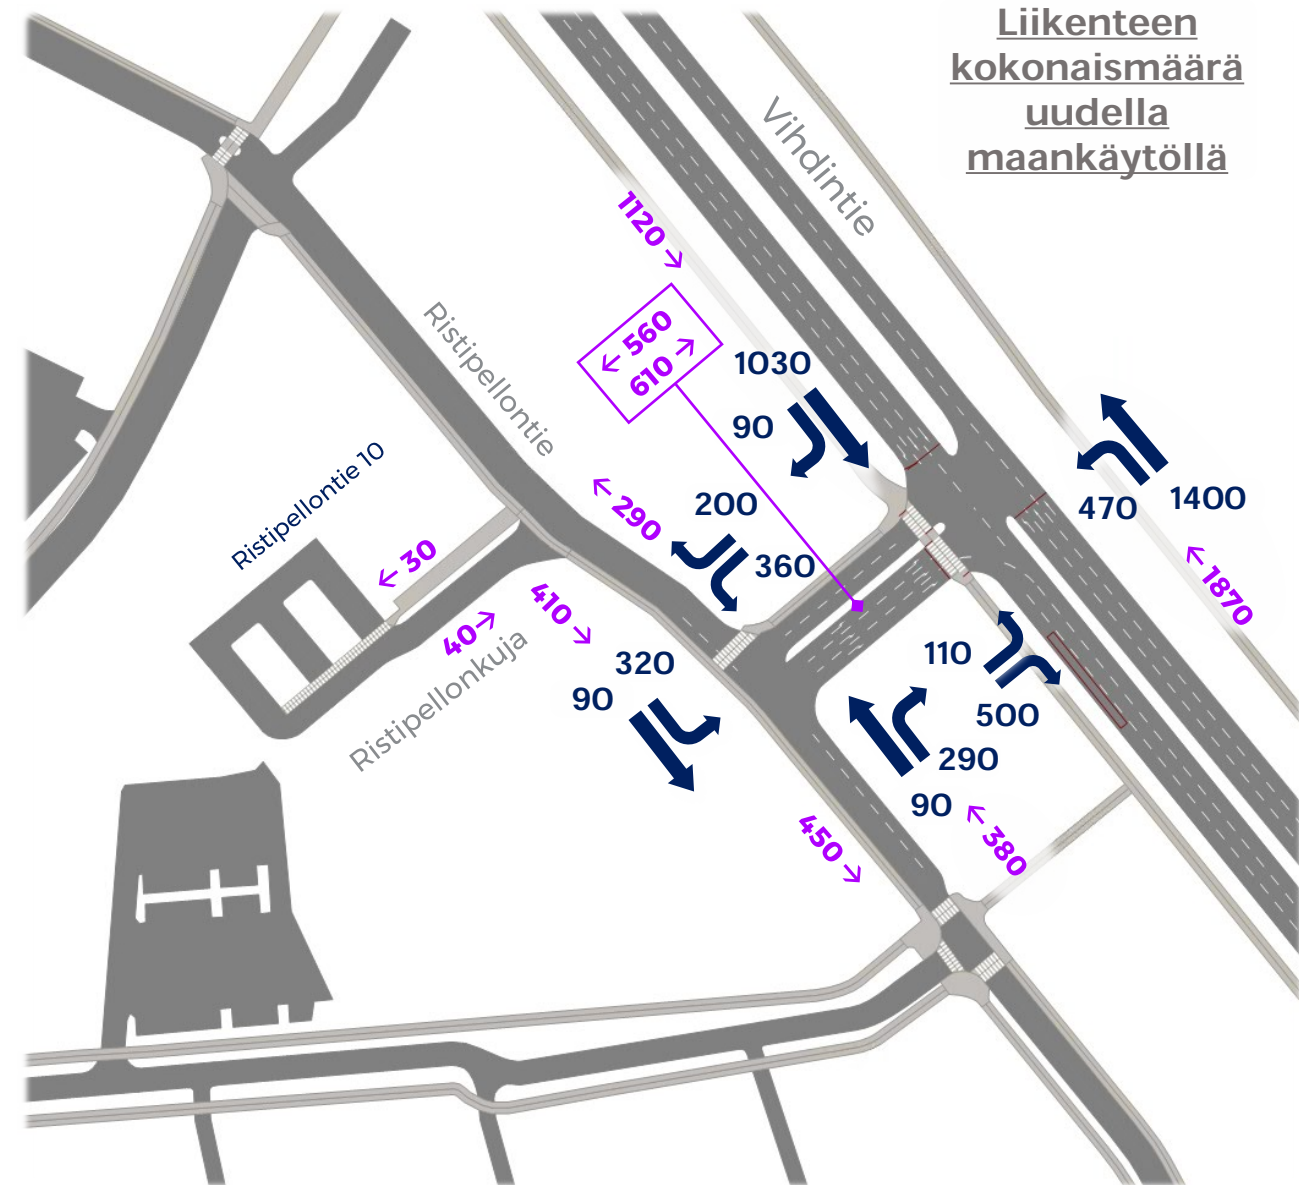 Liikenteen
kokonaismäärä
uudella
maankäytöllä
Vihdintie
1120 →
← 560
610 →
1030
90
Ristipellontie
200
← 290
360
470
1400
← 1870
Ristipellontie 10
← 30
40 →
410 →
Ristipellonkuja
320
90
110
500
290
90
← 380
450 →